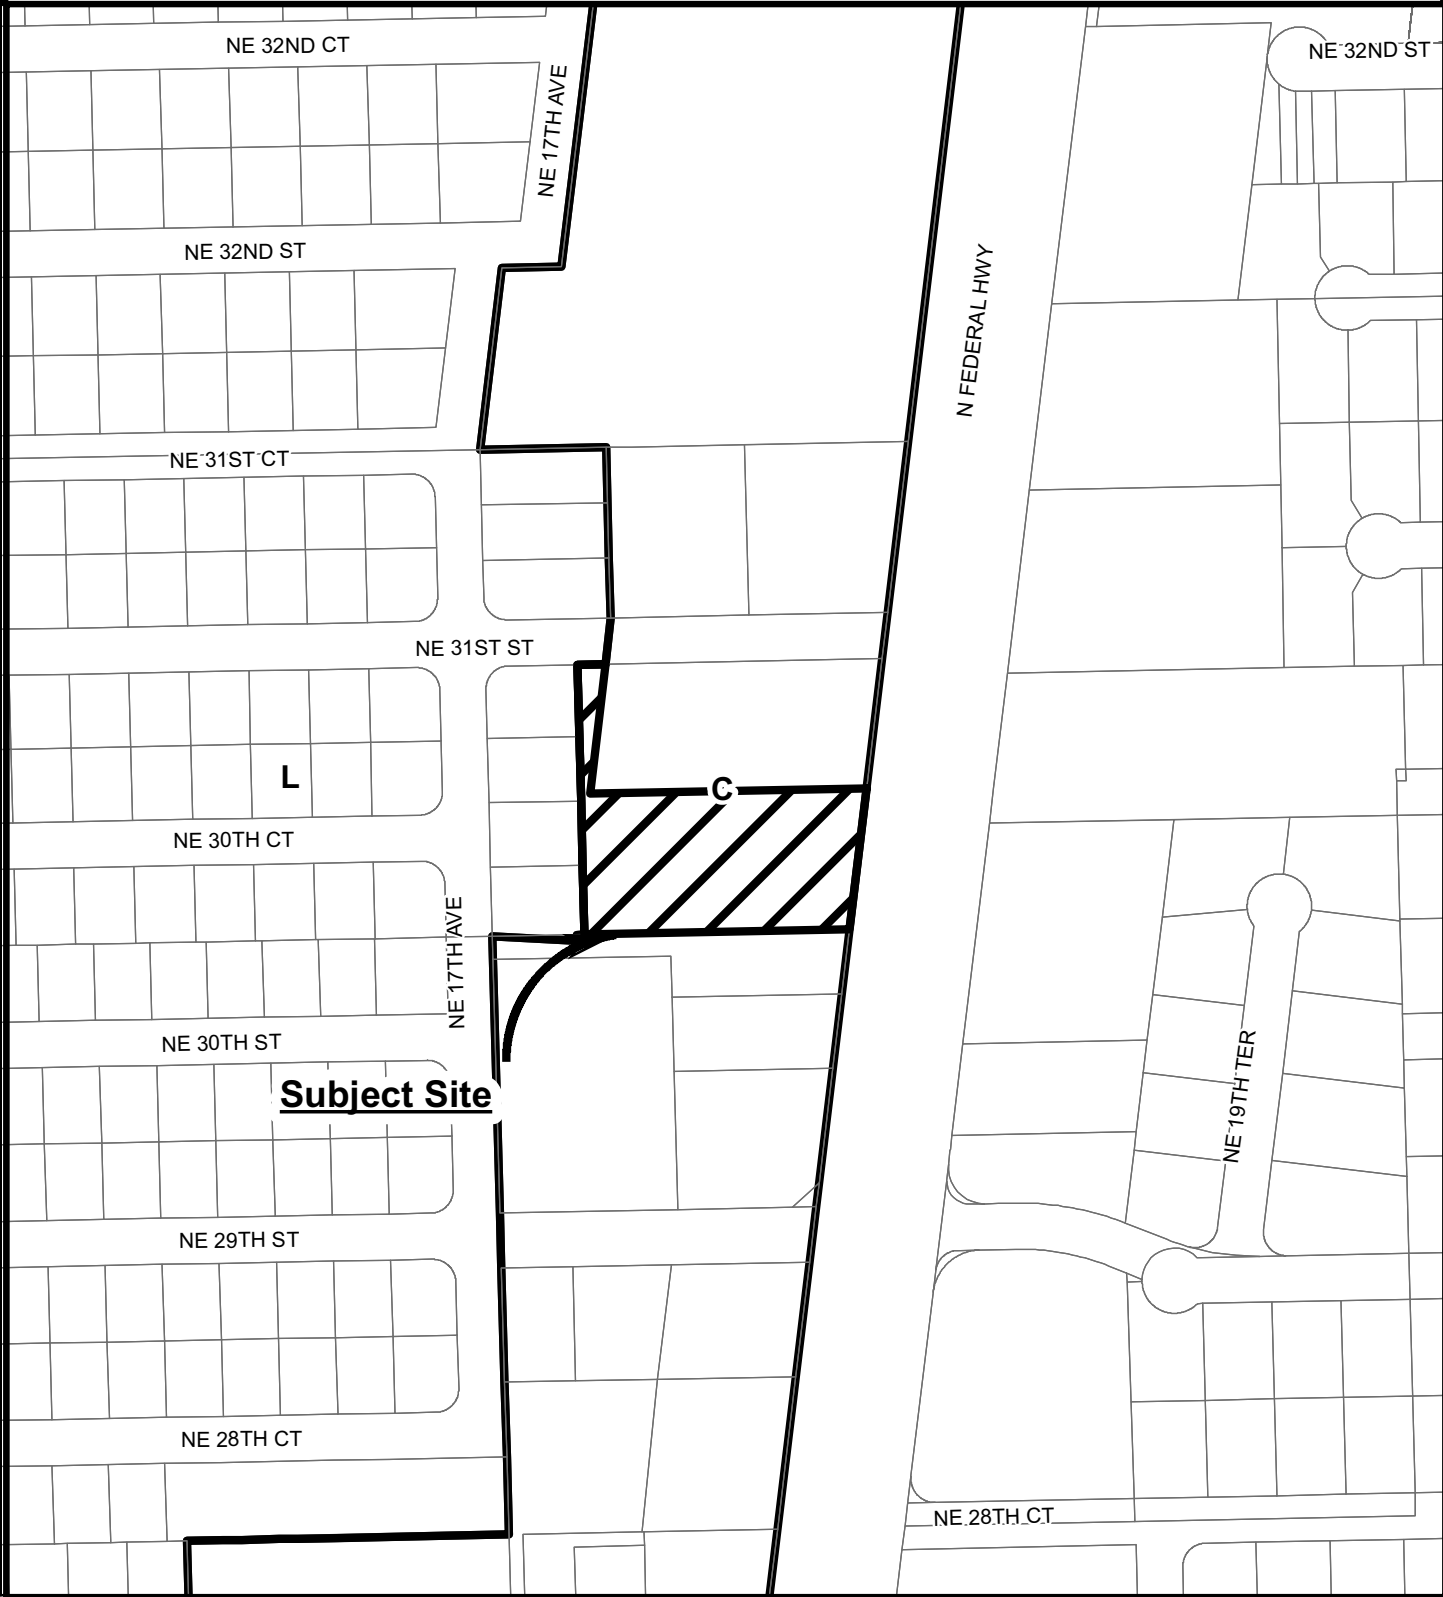 NE 32ND CT
NE 32ND ST
NE 17TH AVE
NE 32ND ST
N FEDERAL HWY
NE 31ST CT
NE 31ST ST
L
C
NE 30TH CT
NE 17TH AVE
NE 30TH ST
NE 19TH TER
Subject Site
NE 29TH ST
NE 28TH CT
NE 28TH CT